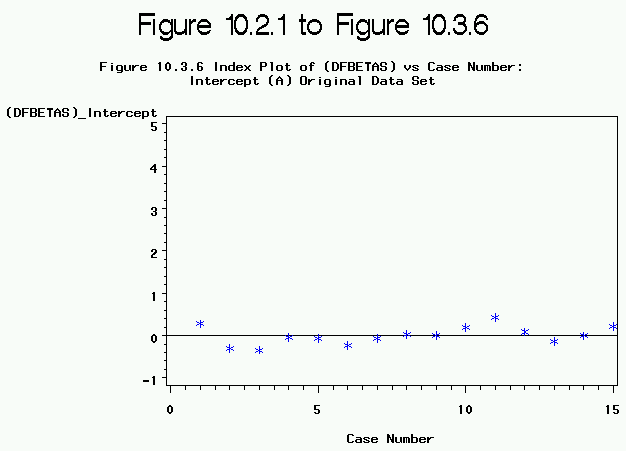 Figure 10.2.1 to Figure 10.3.6
Figure 10.3.6 Index Plot of (DFBETAS) vs Case Number:
Intercept (A) Original Data Set
(DFBETAS)_Intercept
5
4
3
2
1
0
-1
0 5 10 15
Case Number